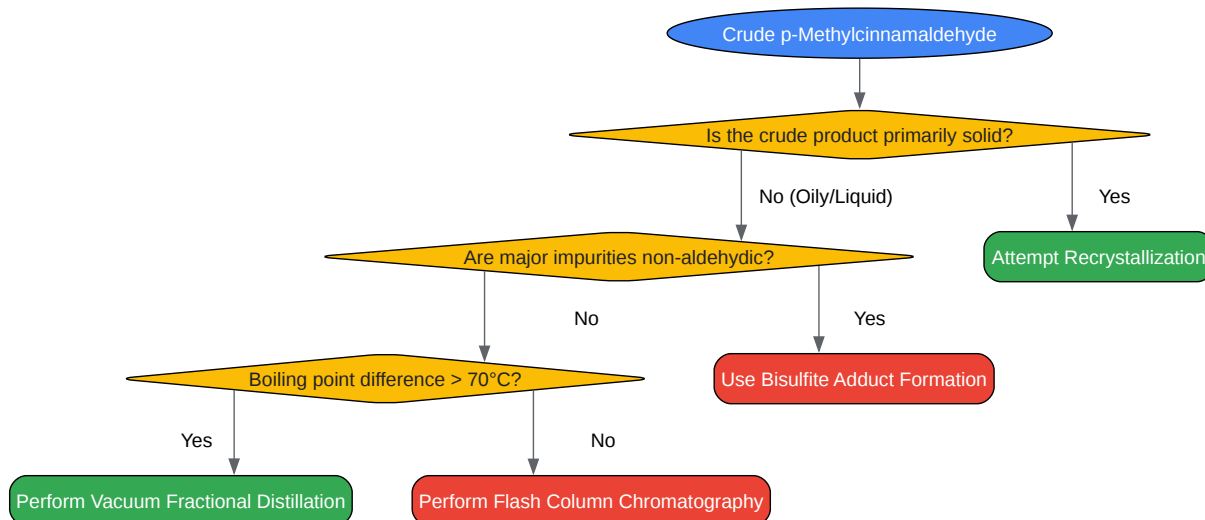 Crude p-Methylcinnamaldehyde
Is the crude product primarily solid?
No (Oily/Liquid)
Yes
Are major impurities non-aldehydic?
Attempt Recrystallization
No
Yes
Boiling point difference > 70°C?
Use Bisulfite Adduct Formation
Yes
No
Perform Vacuum Fractional Distillation
Perform Flash Column Chromatography